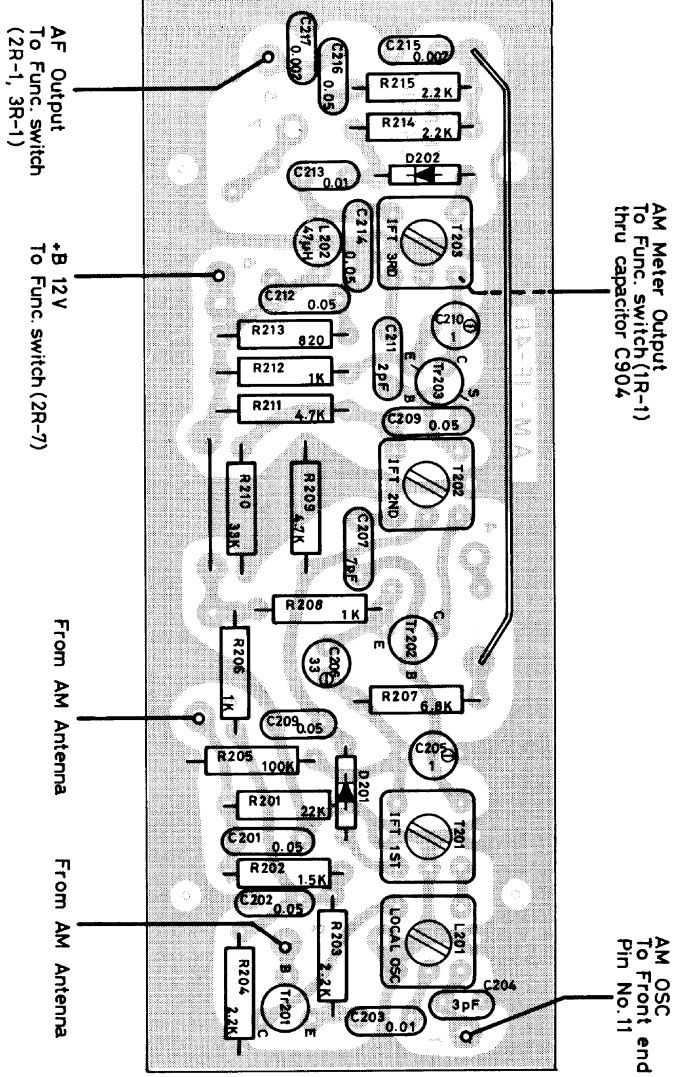 AF Output
To Func. switch
(2R-1, 3R-1)
+B 12V
To Func. switch (2R-7)
From AM Antenna
From AM Antenna
AM Meter Output
To Func. switch (1R-1)
thru capacitor C904
AM OSC
To Front end
Pin No. 11
C217
0.002
C216
0.05
C215
0.002
R215
2.2K
R214
2.2K
D202
C213
0.01
C214
0.05
L202
47μH
T203
IFT 3RD
C212
0.05
C210
1
R213
820
C211
2pF
E
C
Tr203
B
S
R212
1K
R211
4.7K
C209
0.05
T202
IFT 2ND
R210
33K
R209
4.7K
C207
7pF
R208
1K
C
Tr202
E
B
R206
1K
C206
33
R207
6.8K
C209
0.05
C205
1
R205
100K
D201
R201
22K
T201
IFT 1ST
C201
0.05
R202
1.5K
C202
0.05
R203
2.2K
L201
LOCAL OSC
C204
3pF
R204
2.2K
B
Tr201
C
E
C203
0.01